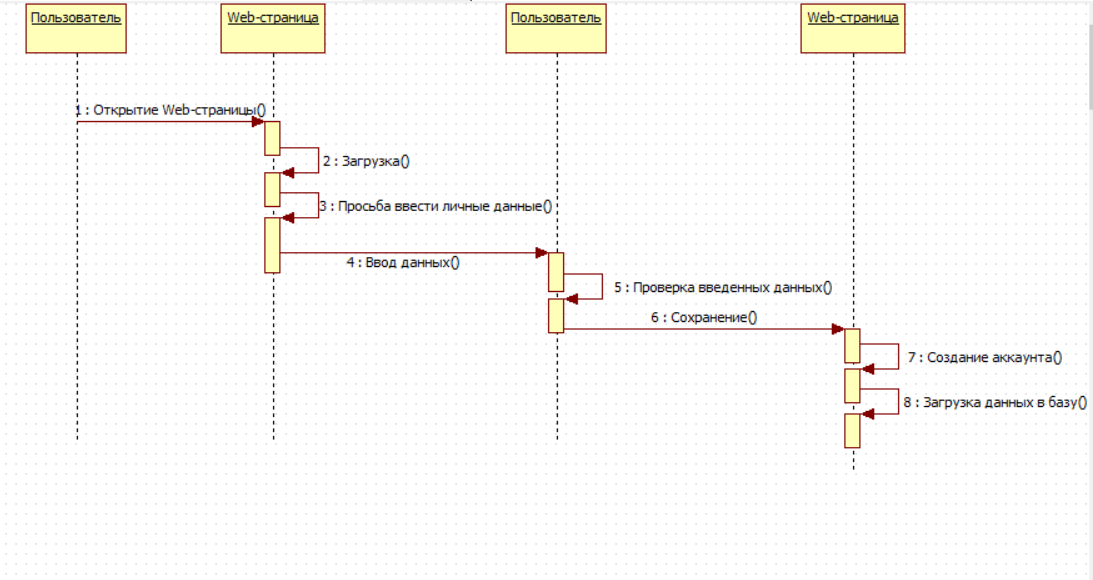 Пользователь
Web-страница
Пользователь
Web-страница
1 : Открытие Web-страницы()
2 : Загрузка()
3 : Просьба ввести личные данные()
4 : Ввод данных()
5 : Проверка введенных данных()
6 : Сохранение()
7 : Создание аккаунта()
8 : Загрузка данных в базу()